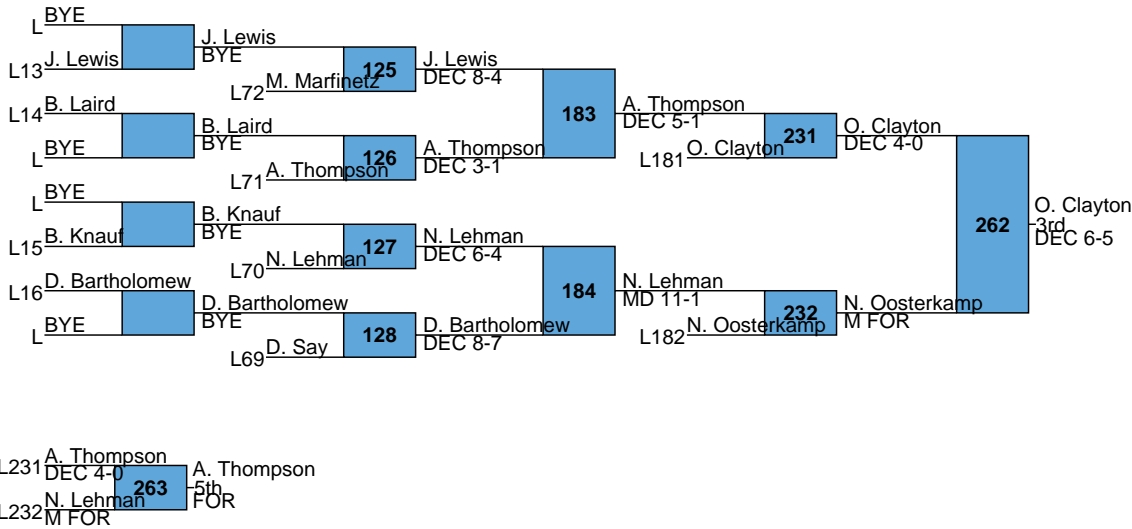 BYE
L
J. Lewis
L13
J. Lewis
BYE
M. Marfinetz
L72
125
J. Lewis
DEC 8-4
B. Laird
L14
BYE
L
B. Laird
BYE
A. Thompson
L71
126
A. Thompson
DEC 3-1
183
A. Thompson
DEC 5-1
O. Clayton
L181
231
O. Clayton
DEC 4-0
BYE
L
B. Knauf
L15
B. Knauf
BYE
N. Lehman
L70
127
N. Lehman
DEC 6-4
D. Bartholomew
L16
BYE
L
D. Bartholomew
BYE
D. Say
L69
128
D. Bartholomew
DEC 8-7
184
N. Lehman
MD 11-1
N. Oosterkamp
L182
232
N. Oosterkamp
M FOR
262
O. Clayton
3rd
DEC 6-5
A. Thompson
L231
DEC 4-0
N. Lehman
L232
M FOR
263
A. Thompson
5th
FOR